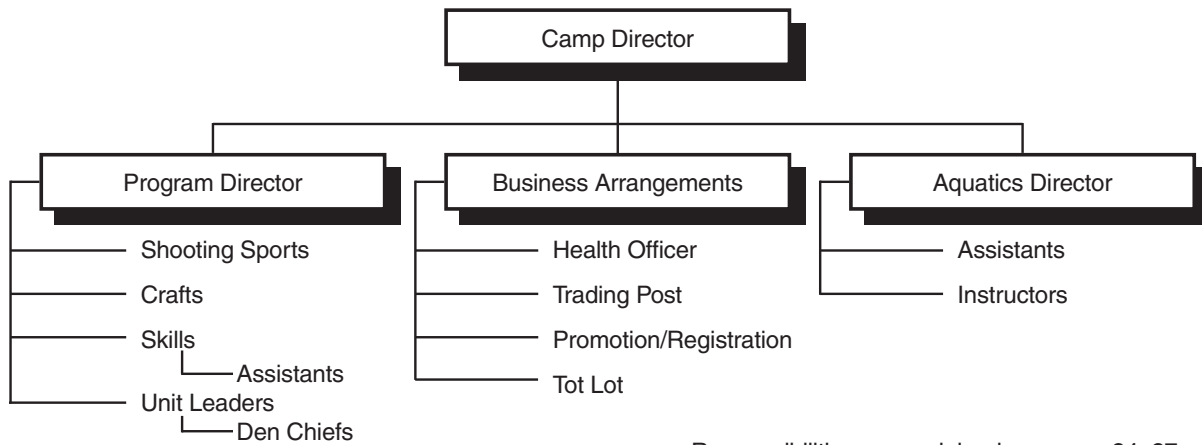 Camp Director
Program Director
Business Arrangements
Aquatics Director
Shooting Sports
Crafts
Skills
Assistants
Unit Leaders
Den Chiefs
Health Officer
Trading Post
Promotion/Registration
Tot Lot
Assistants
Instructors